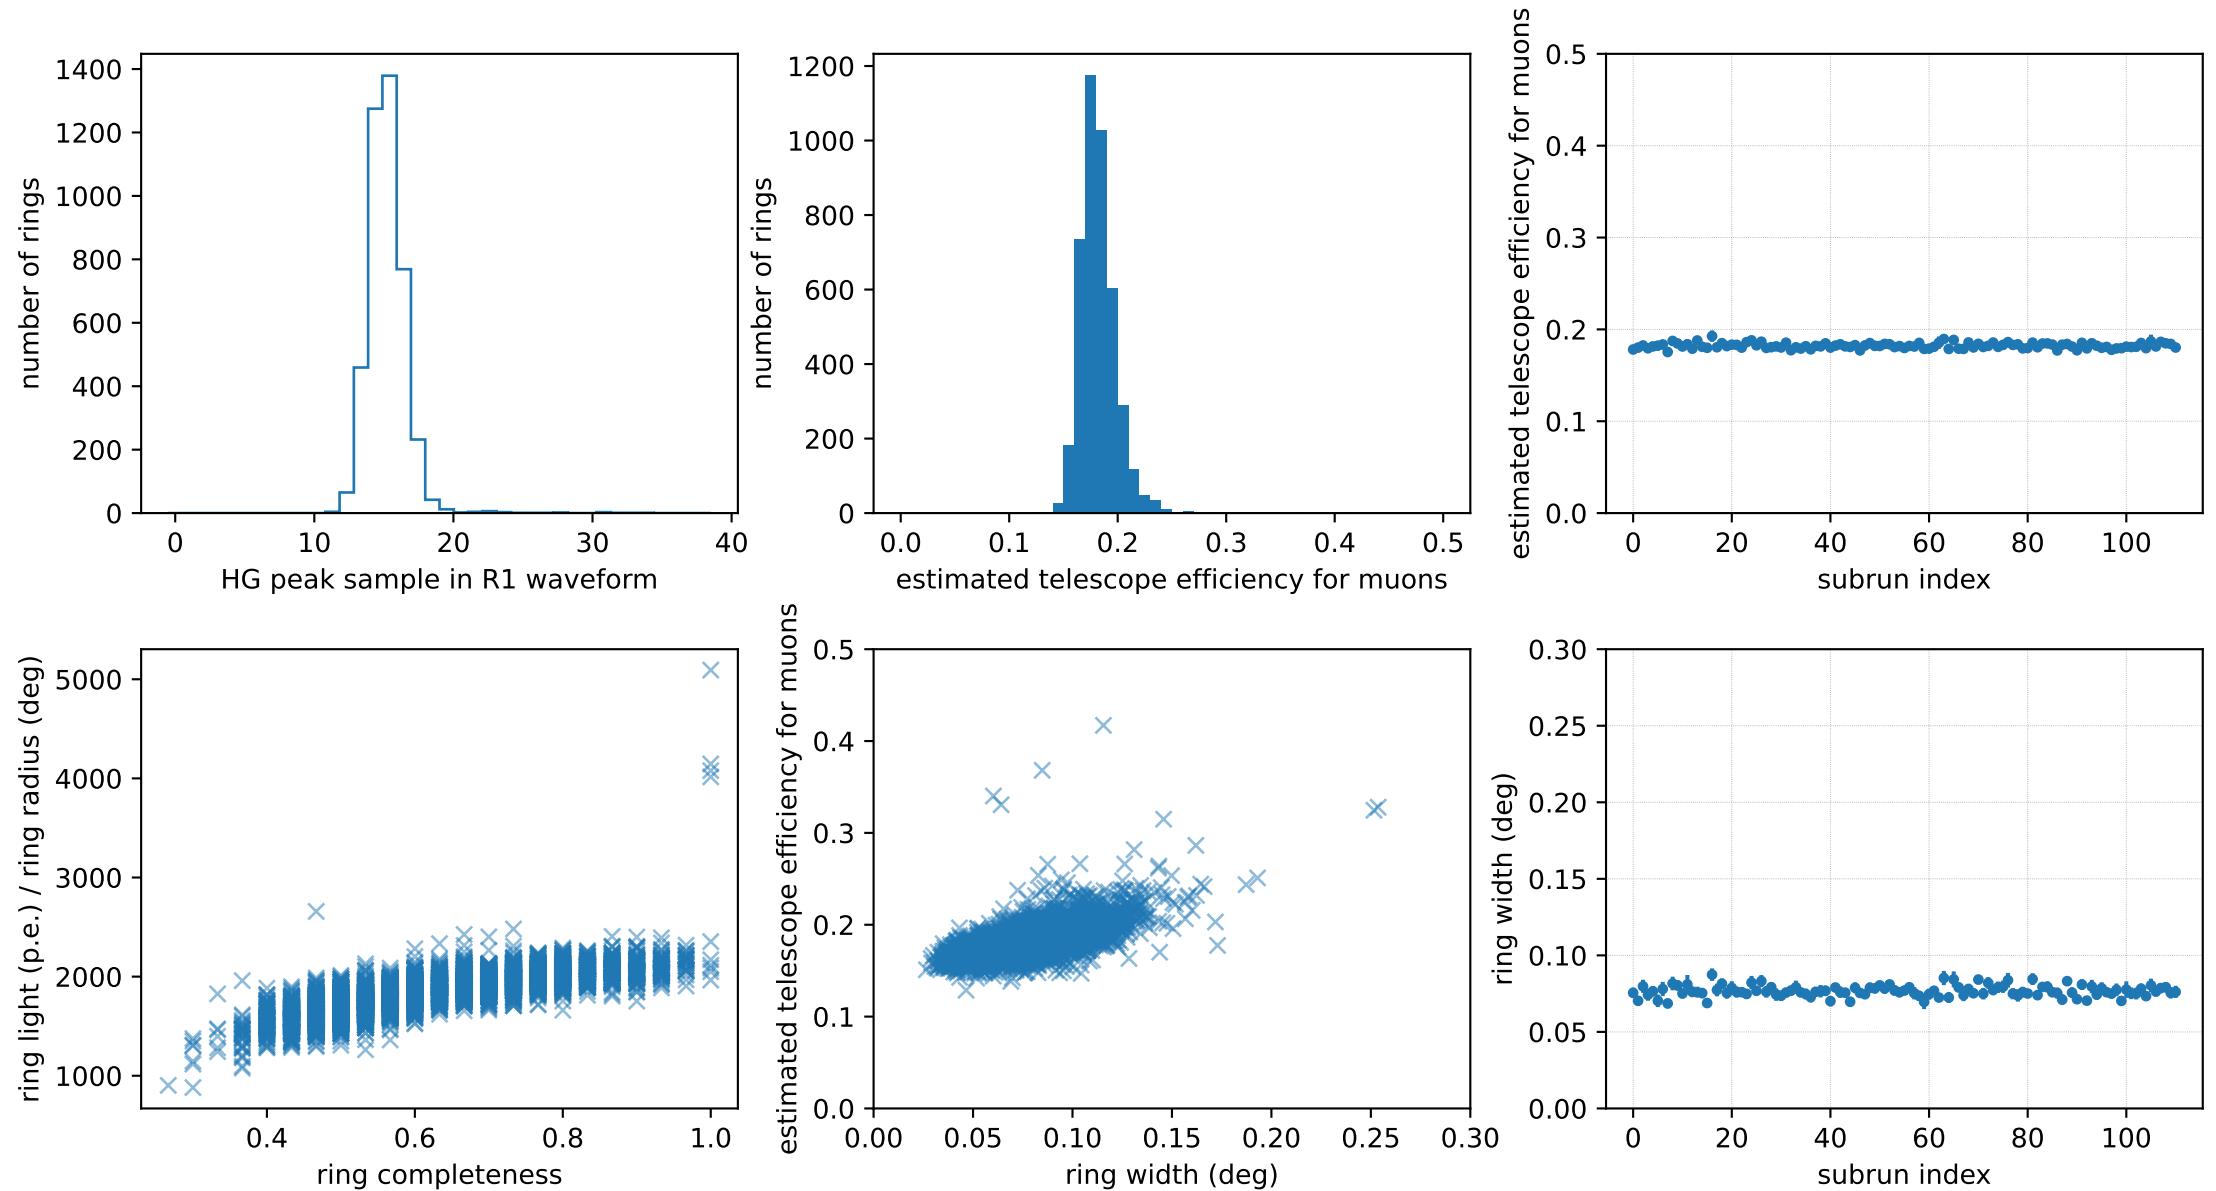 1400
1200
1000
800
600
400
200
0
number of rings
0 10 20 30 40
HG peak sample in R1 waveform
1200
1000
800
600
400
200
0
number of rings
0.0 0.1 0.2 0.3 0.4 0.5
estimated telescope efficiency for muons
0.5
0.4
0.3
0.2
0.1
0.0
estimated telescope efficiency for muons
0 20 40 60 80 100
subrun index
5000
4000
3000
2000
1000
ring light (p.e.) / ring radius (deg)
0.4 0.6 0.8 1.0
ring completeness
0.5
0.4
0.3
0.2
0.1
0.0
estimated telescope efficiency for muons
0.00 0.05 0.10 0.15 0.20 0.25 0.30
ring width (deg)
0.30
0.25
0.20
0.15
0.10
0.05
0.00
ring width (deg)
0 20 40 60 80 100
subrun index